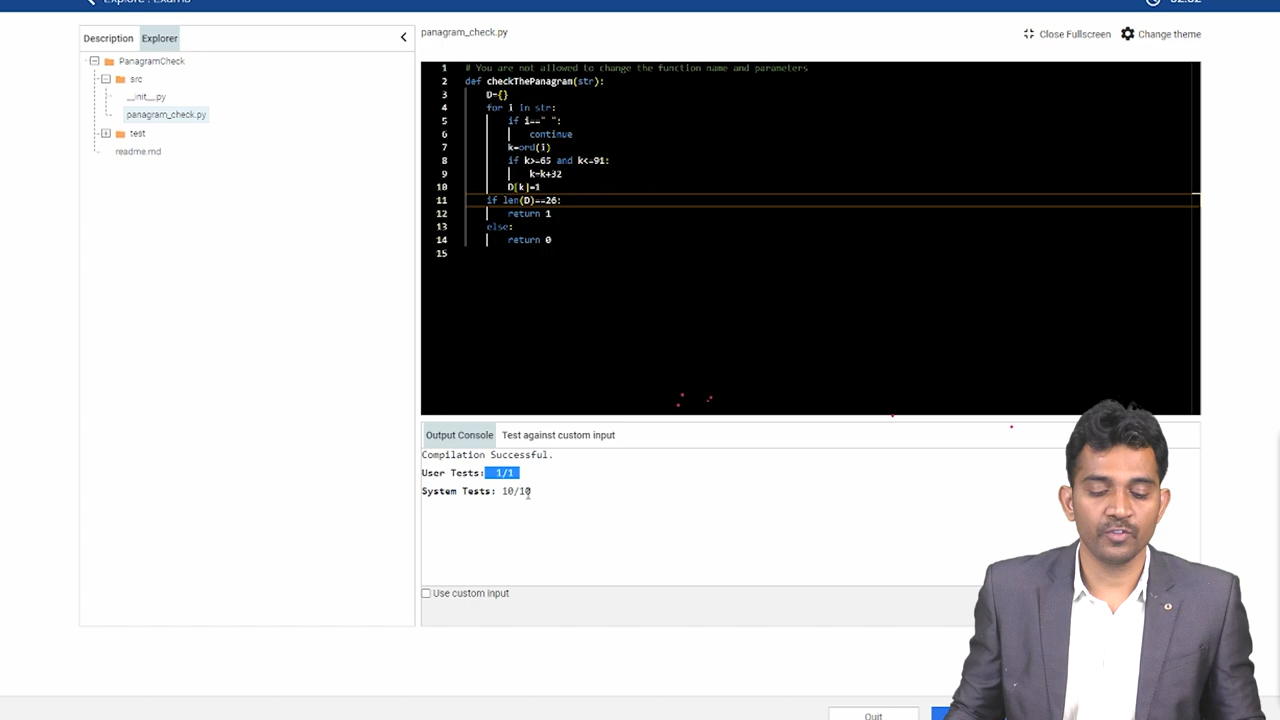 Explore : Exams
02:02
Description
Explorer
panagram_check.py
Close Fullscreen
Change theme
PanagramCheck
src
__init__.py
panagram_check.py
test
readme.md
1 # You are not allowed to change the function name and parameters
2 def checkThePanagram(str):
3 D={}
4 for i in str:
5 if i==" ":
6 continue
7 k=ord(i)
8 if k>=65 and k<=91:
9 k=k+32
10 D[k]=1
11 if len(D)==26:
12 return 1
13 else:
14 return 0
15
Output Console
Test against custom input
Compilation Successful.
User Tests: 1/1
System Tests: 10/10
Use custom input
Quit